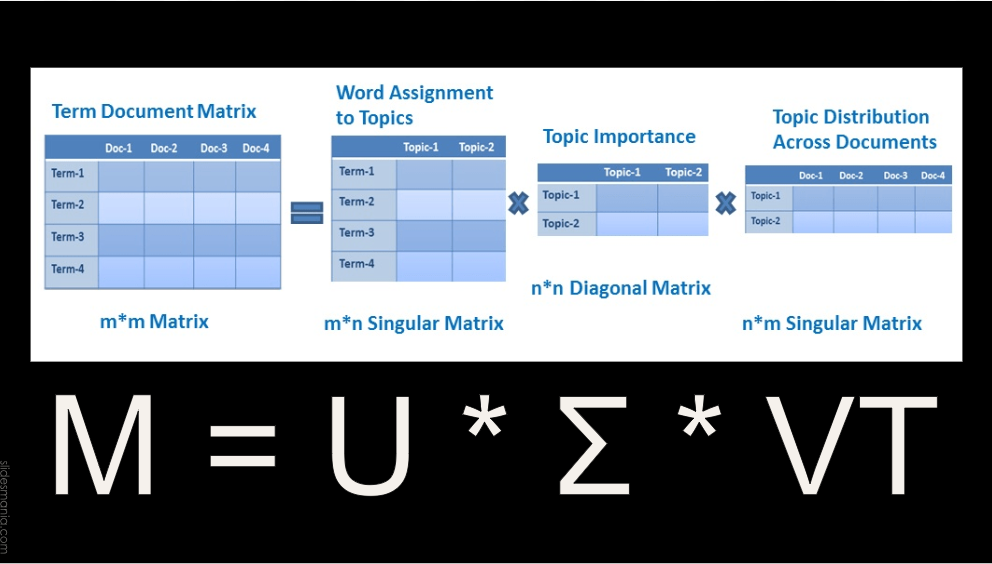 Term Document Matrix
Doc-1 Doc-2 Doc-3 Doc-4
Term-1
Term-2
Term-3
Term-4
m*m Matrix
Word Assignment
to Topics
Topic-1 Topic-2
Term-1
Term-2
Term-3
Term-4
m*n Singular Matrix
Topic Importance
Topic-1 Topic-2
Topic-1
Topic-2
n*n Diagonal Matrix
Topic Distribution
Across Documents
Doc-1 Doc-2 Doc-3 Doc-4
Topic-1
Topic-2
n*m Singular Matrix
M = U * Σ * VT
slidesmania.com